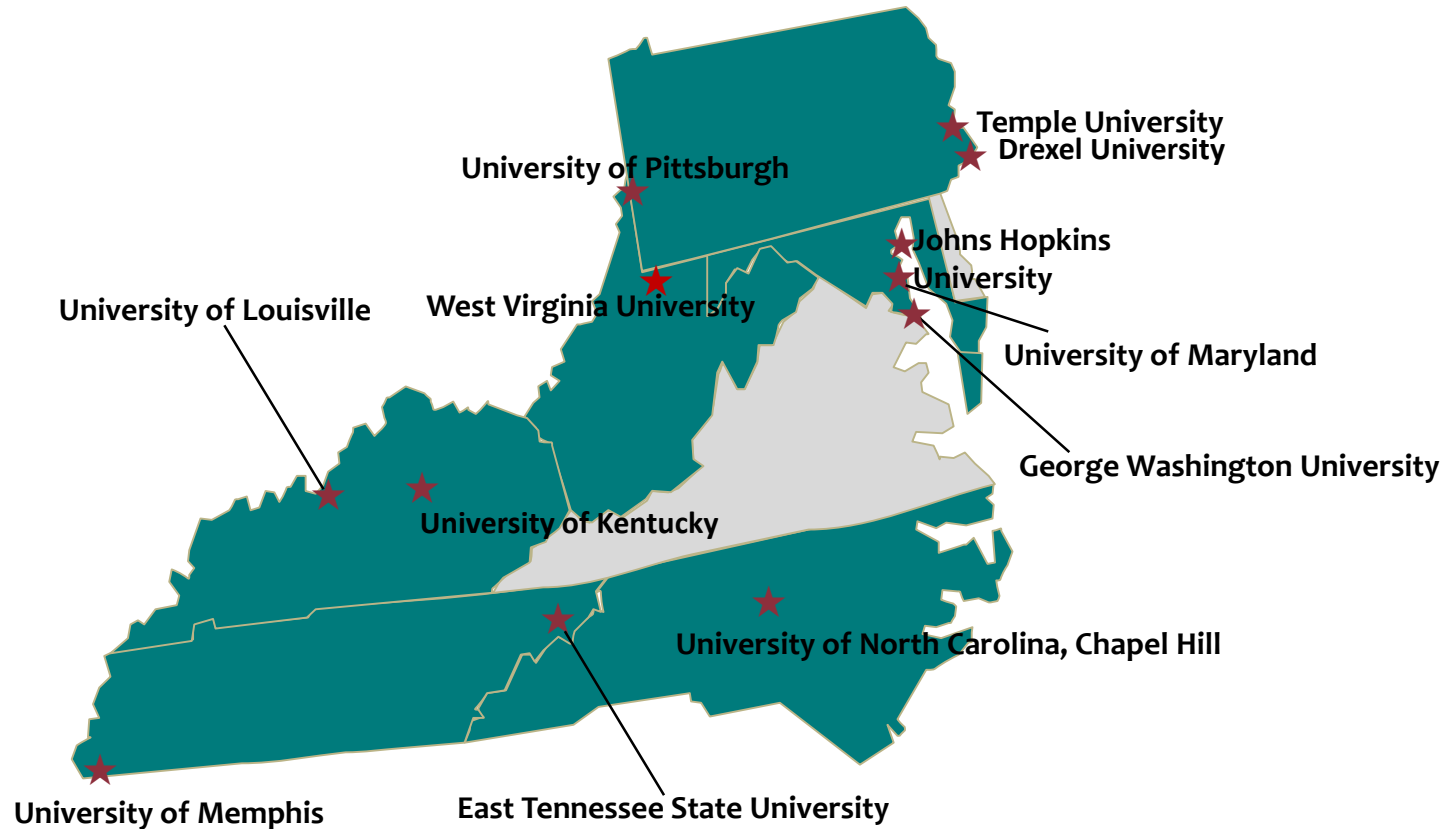 Temple University
Drexel University
University of Pittsburgh
Johns Hopkins
University
West Virginia University
University of Louisville
University of Maryland
George Washington University
University of Kentucky
University of North Carolina, Chapel Hill
East Tennessee State University
University of Memphis